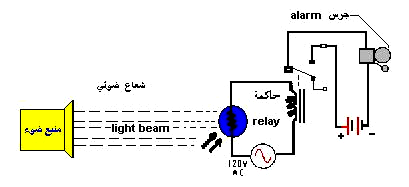 alarm جرس
شعاع ضوئي
حاكمة
منبع ضوء
light beam
relay
+
-
120V
AC